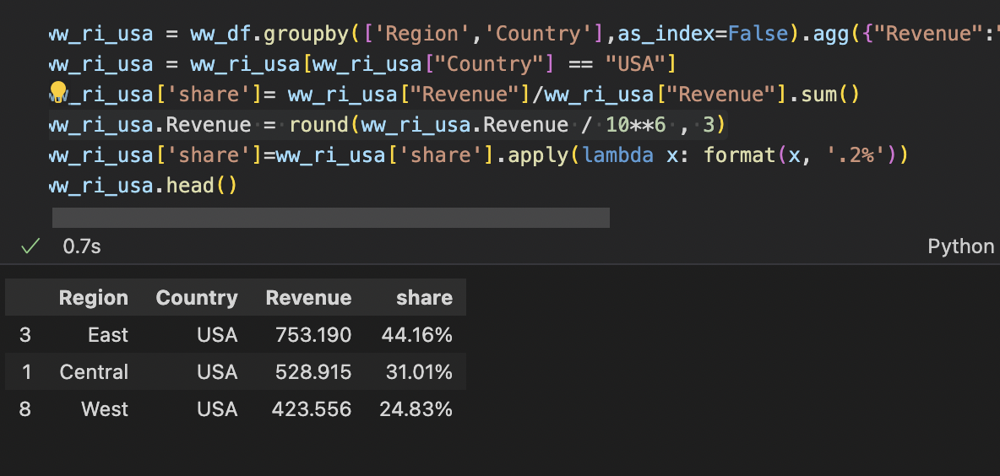 ww_ri_usa = ww_df.groupby(['Region','Country'],as_index=False).agg({"Revenue":"
ww_ri_usa = ww_ri_usa[ww_ri_usa["Country"] == "USA"]
ww_ri_usa['share']= ww_ri_usa["Revenue"]/ww_ri_usa["Revenue"].sum()
ww_ri_usa.Revenue = round(ww_ri_usa.Revenue / 10**6 , 3)
ww_ri_usa['share']=ww_ri_usa['share'].apply(lambda x: format(x, '.2%'))
ww_ri_usa.head()
0.7s Python
Region Country Revenue share
3 East USA 753.190 44.16%
1 Central USA 528.915 31.01%
8 West USA 423.556 24.83%